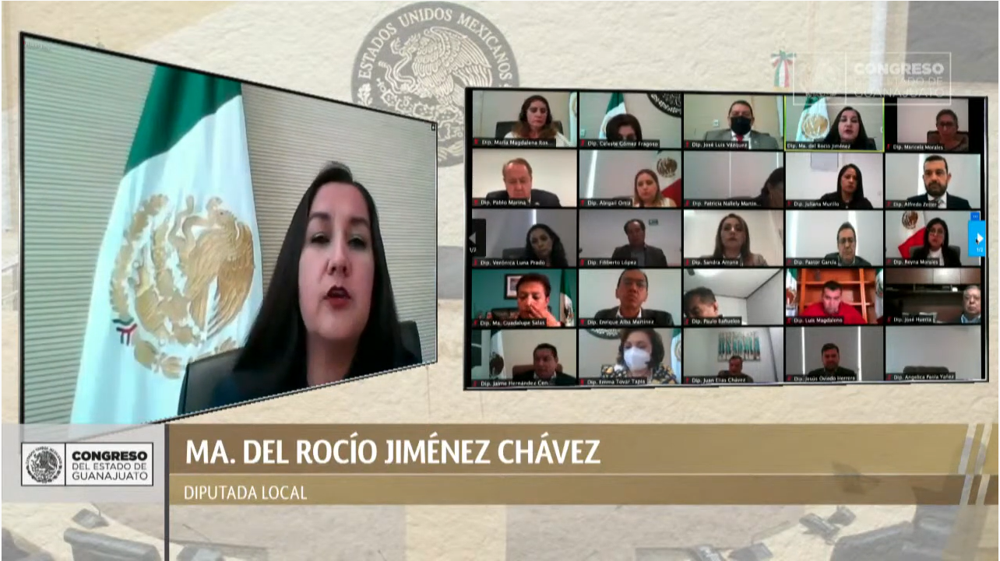 ESTADOS UNIDOS MEXICANOS
CONGRESO
DEL ESTADO DE
GUANAJUATO
Dip. María Magdalena Ros...
Dip. Celeste Gómez Fragoso
Dip. José Luis Vázquez
Dip. Ma. del Rocío Jiménez
Dip. Maricela Morales
Dip. Pablo Marina
Dip. Abigail Ortiz
Dip. Patricia Nallely Martin...
Dip. Juliana Murillo
Dip. Alfredo Zetter
Dip. Verónica Luna Prado
Dip. Filiberto López
Dip. Sandra Arrona
Dip. Pastor García
Dip. Reyna Morales
Dip. Ma. Guadalupe Salas
Dip. Enrique Alba Martínez
Dip. Paulo Bañuelos
Dip. Luis Magdaleno
Dip. José Huerta
Dip. Jaime Hernández Cen...
Dip. Emma Tovar Tapia
Dip. Juan Elías Chávez
Dip. Jesús Oviedo Herrera
Dip. Angelica Paola Yañez
CONGRESO
DEL ESTADO DE
GUANAJUATO
MA. DEL ROCÍO JIMÉNEZ CHÁVEZ
DIPUTADA LOCAL